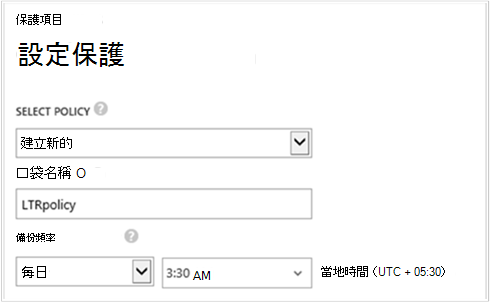 保護項目
設定保護
SELECT POLICY ?
建立新的
口袋名稱 O
LTRpolicy
備份頻率 ?
每日 3:30 AM 當地時間 (UTC + 05:30)